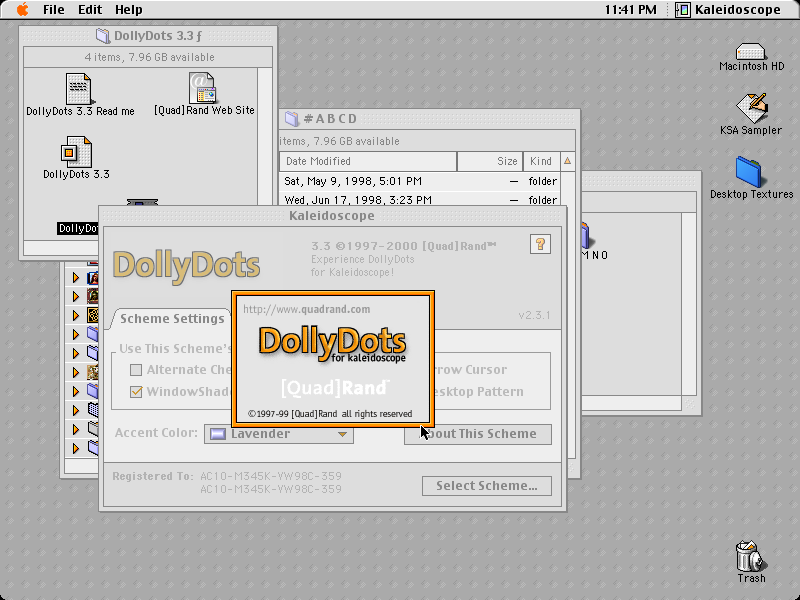 File Edit Help
11:41 PM
Kaleidoscope
DollyDots 3.3 ƒ
4 items, 7.96 GB available
DollyDots 3.3 Read me
[Quad]Rand Web Site
DollyDots 3.3
#ABCD
items, 7.96 GB available
Date Modified Size Kind
Sat, May 9, 1998, 5:01 PM — folder
Wed, Jun 17, 1998, 3:23 PM — folder
Macintosh HD
KSA Sampler
Desktop Textures
M N O
Kaleidoscope
DollyDots
3.3 ©1997-2000 [Quad]Rand™
Experience DollyDots
for Kaleidoscope!
?
v2.3.1
Scheme Settings
Use This Scheme's
Alternate Che
rrow Cursor
WindowShad
esktop Pattern
Accent Color:
Lavender
About This Scheme
Registered To: AC10-M345K-VW98C-359
AC10-M345K-VW98C-359
Select Scheme...
http://www.quadrand.com
DollyDots
for kaleidoscope
[Quad]Rand™
©1997-99 [Quad]Rand all rights reserved
Trash